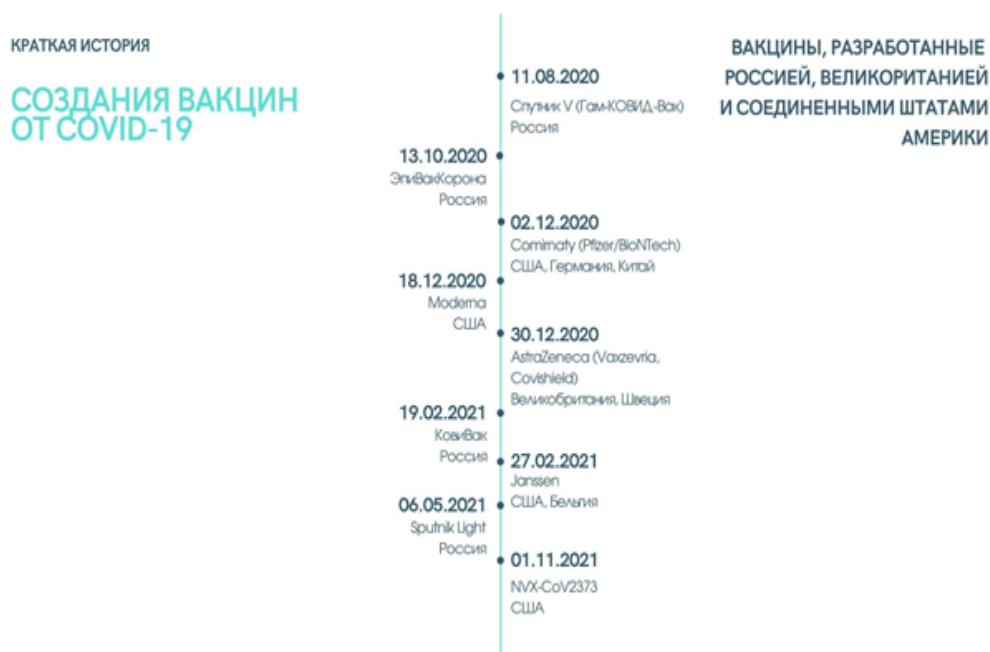 КРАТКАЯ ИСТОРИЯ
СОЗДАНИЯ ВАКЦИН
ОТ COVID-19
ВАКЦИНЫ, РАЗРАБОТАННЫЕ
РОССИЕЙ, ВЕЛИКОРИТАНИЕЙ
И СОЕДИНЕННЫМИ ШТАТАМИ
АМЕРИКИ
11.08.2020
Спутник V (Гам-КОВИД-Вак)
Россия
13.10.2020
ЭпиВакКорона
Россия
02.12.2020
Comirnaty (Pfizer/BioNTech)
США, Германия, Китай
18.12.2020
Moderna
США
30.12.2020
AstraZeneca (Vaxzevria,
Covishield)
Великобритания, Швеция
19.02.2021
КовиВак
Россия
27.02.2021
Janssen
США, Бельгия
06.05.2021
Sputnik Light
Россия
01.11.2021
NVX-CoV2373
США